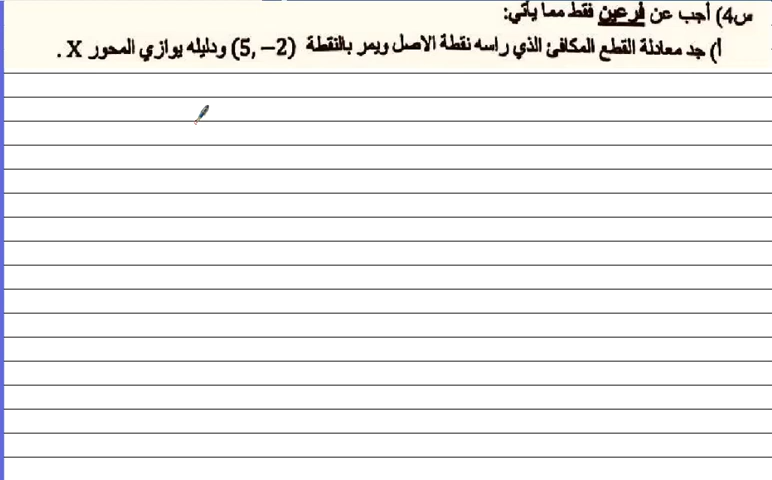 س4) أجب عن فرعين فقط مما يأتي:
أ) جد معادلة القطع المكافئ الذي راسه نقطة الاصل ويمر بالنقطة (5, −2) ودليله يوازي المحور X .